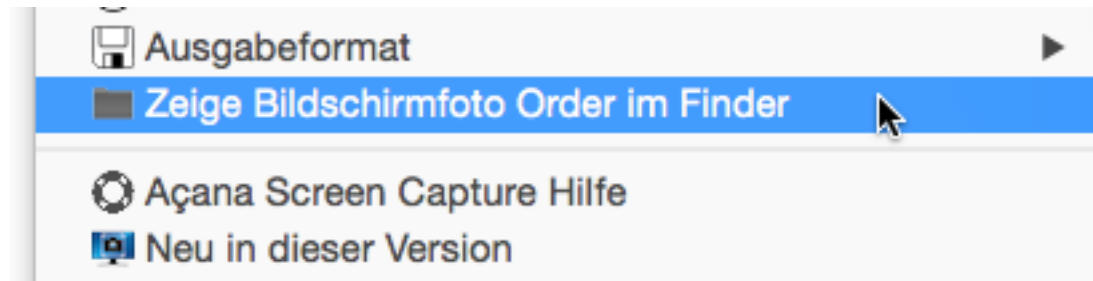 Ausgabeformat
Zeige Bildschirmfoto Order im Finder
Açana Screen Capture Hilfe
Neu in dieser Version